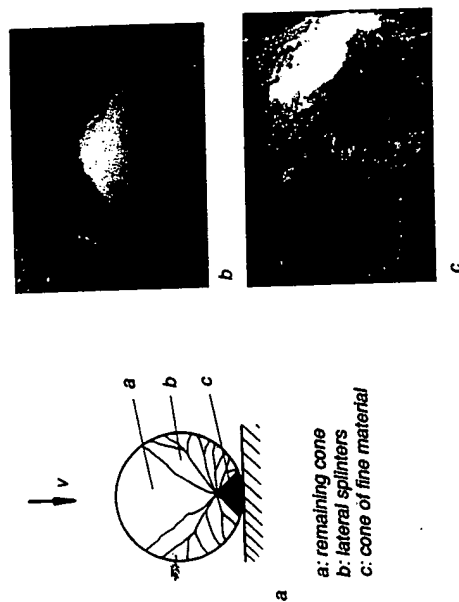 v
a
b
c
a
a: remaining cone
b: lateral splinters
c: cone of fine material
b
c